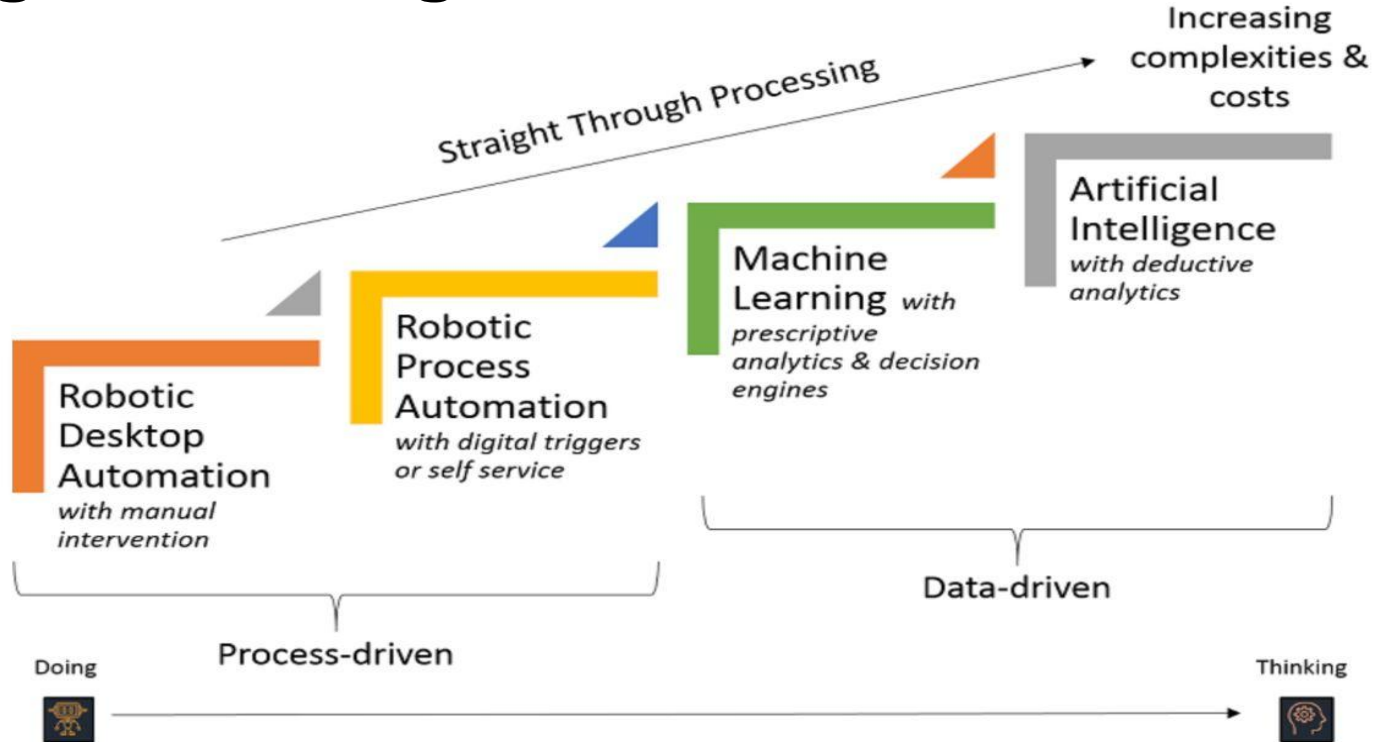 Increasing
complexities &
costs
Straight Through Processing
Artificial
Intelligence
with deductive
analytics
Machine
Learning with
prescriptive
analytics & decision
engines
Robotic
Process
Automation
with digital triggers
or self service
Robotic
Desktop
Automation
with manual
intervention
Data-driven
Process-driven
Doing
Thinking